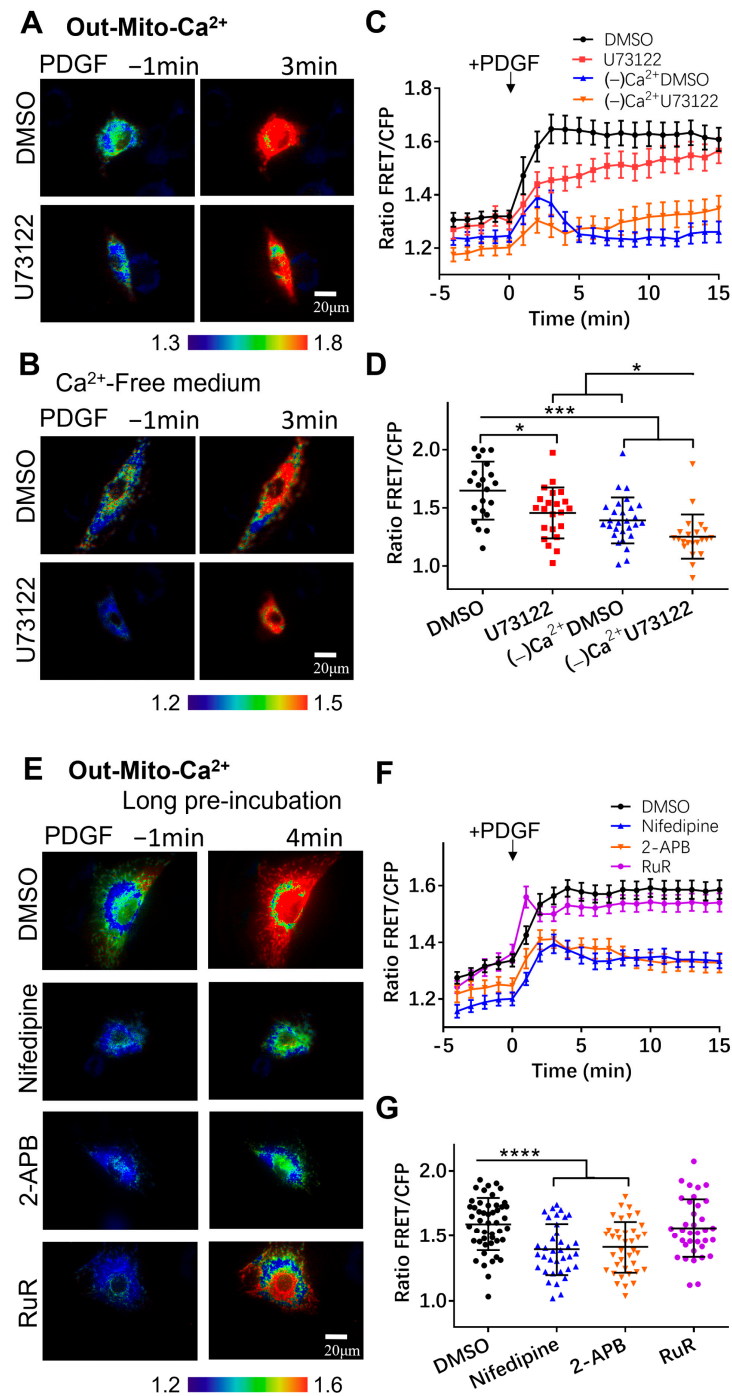 A Out-Mito-Ca²⁺
PDGF −1min 3min
DMSO
U73122
20μm
1.3 1.8
B Ca²⁺-Free medium
PDGF −1min 3min
DMSO
U73122
20μm
1.2 1.5
C
DMSO
U73122
(−)Ca²⁺DMSO
(−)Ca²⁺U73122
+PDGF
Ratio FRET/CFP
1.8
1.6
1.4
1.2
-5 0 5 10 15
Time (min)
D
*
***
*
Ratio FRET/CFP
2.0
1.5
1.0
DMSO
U73122
(−)Ca²⁺DMSO
(−)Ca²⁺U73122
E Out-Mito-Ca²⁺
Long pre-incubation
PDGF −1min 4min
DMSO
Nifedipine
2-APB
RuR
20μm
1.2 1.6
F
DMSO
Nifedipine
2-APB
RuR
+PDGF
Ratio FRET/CFP
1.6
1.4
1.2
-5 0 5 10 15
Time (min)
G
****
Ratio FRET/CFP
2.0
1.5
1.0
DMSO
Nifedipine
2-APB
RuR